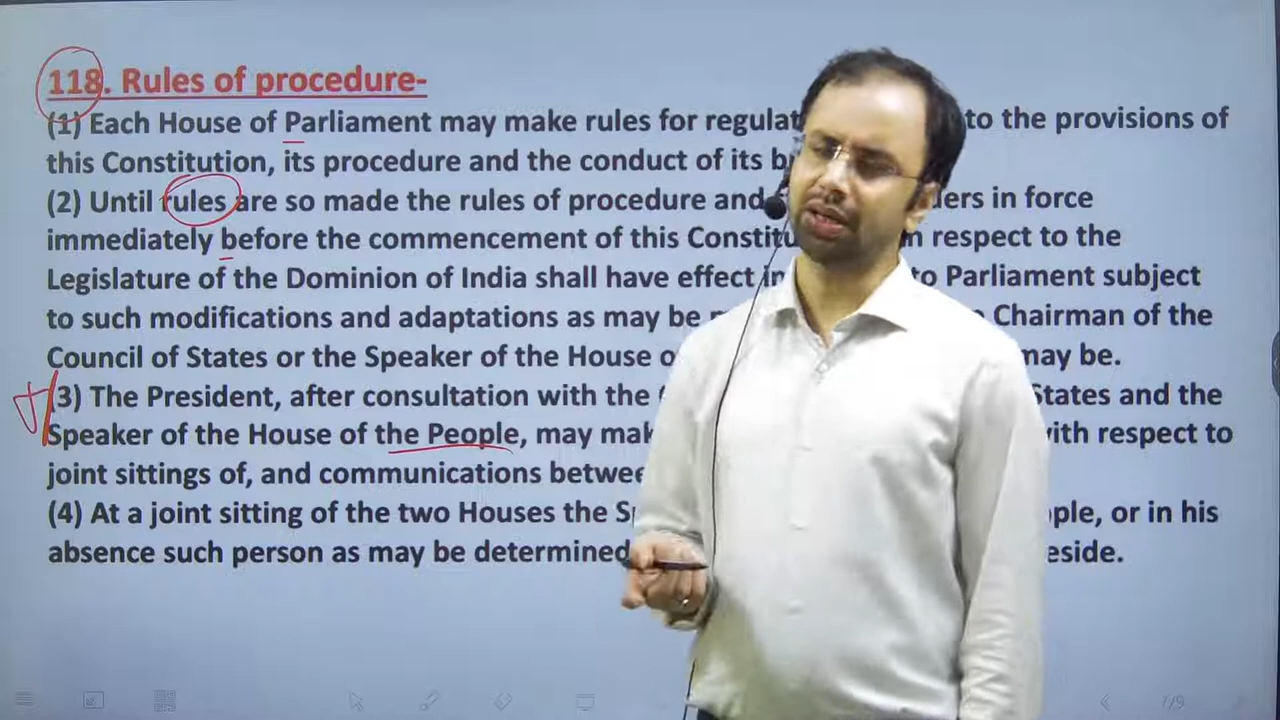 118. Rules of procedure-
(1) Each House of Parliament may make rules for regulat to the provisions of
this Constitution, its procedure and the conduct of its b
(2) Until rules are so made the rules of procedure and ders in force
immediately before the commencement of this Constitu respect to the
Legislature of the Dominion of India shall have effect in to Parliament subject
to such modifications and adaptations as may be Chairman of the
Council of States or the Speaker of the House o may be.
(3) The President, after consultation with the States and the
Speaker of the House of the People, may mak with respect to
joint sittings of, and communications betwee
(4) At a joint sitting of the two Houses the Sp ople, or in his
absence such person as may be determined eside.
7/9